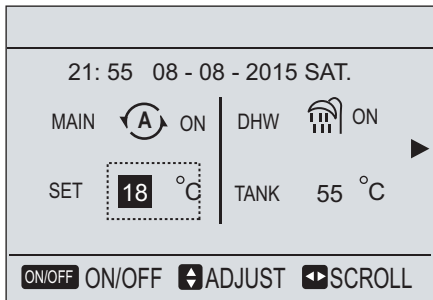 21: 55 08 - 08 - 2015 SAT.
MAIN A ON DHW ON
SET 18 °C TANK 55 °C
ON/OFF ON/OFF ADJUST SCROLL